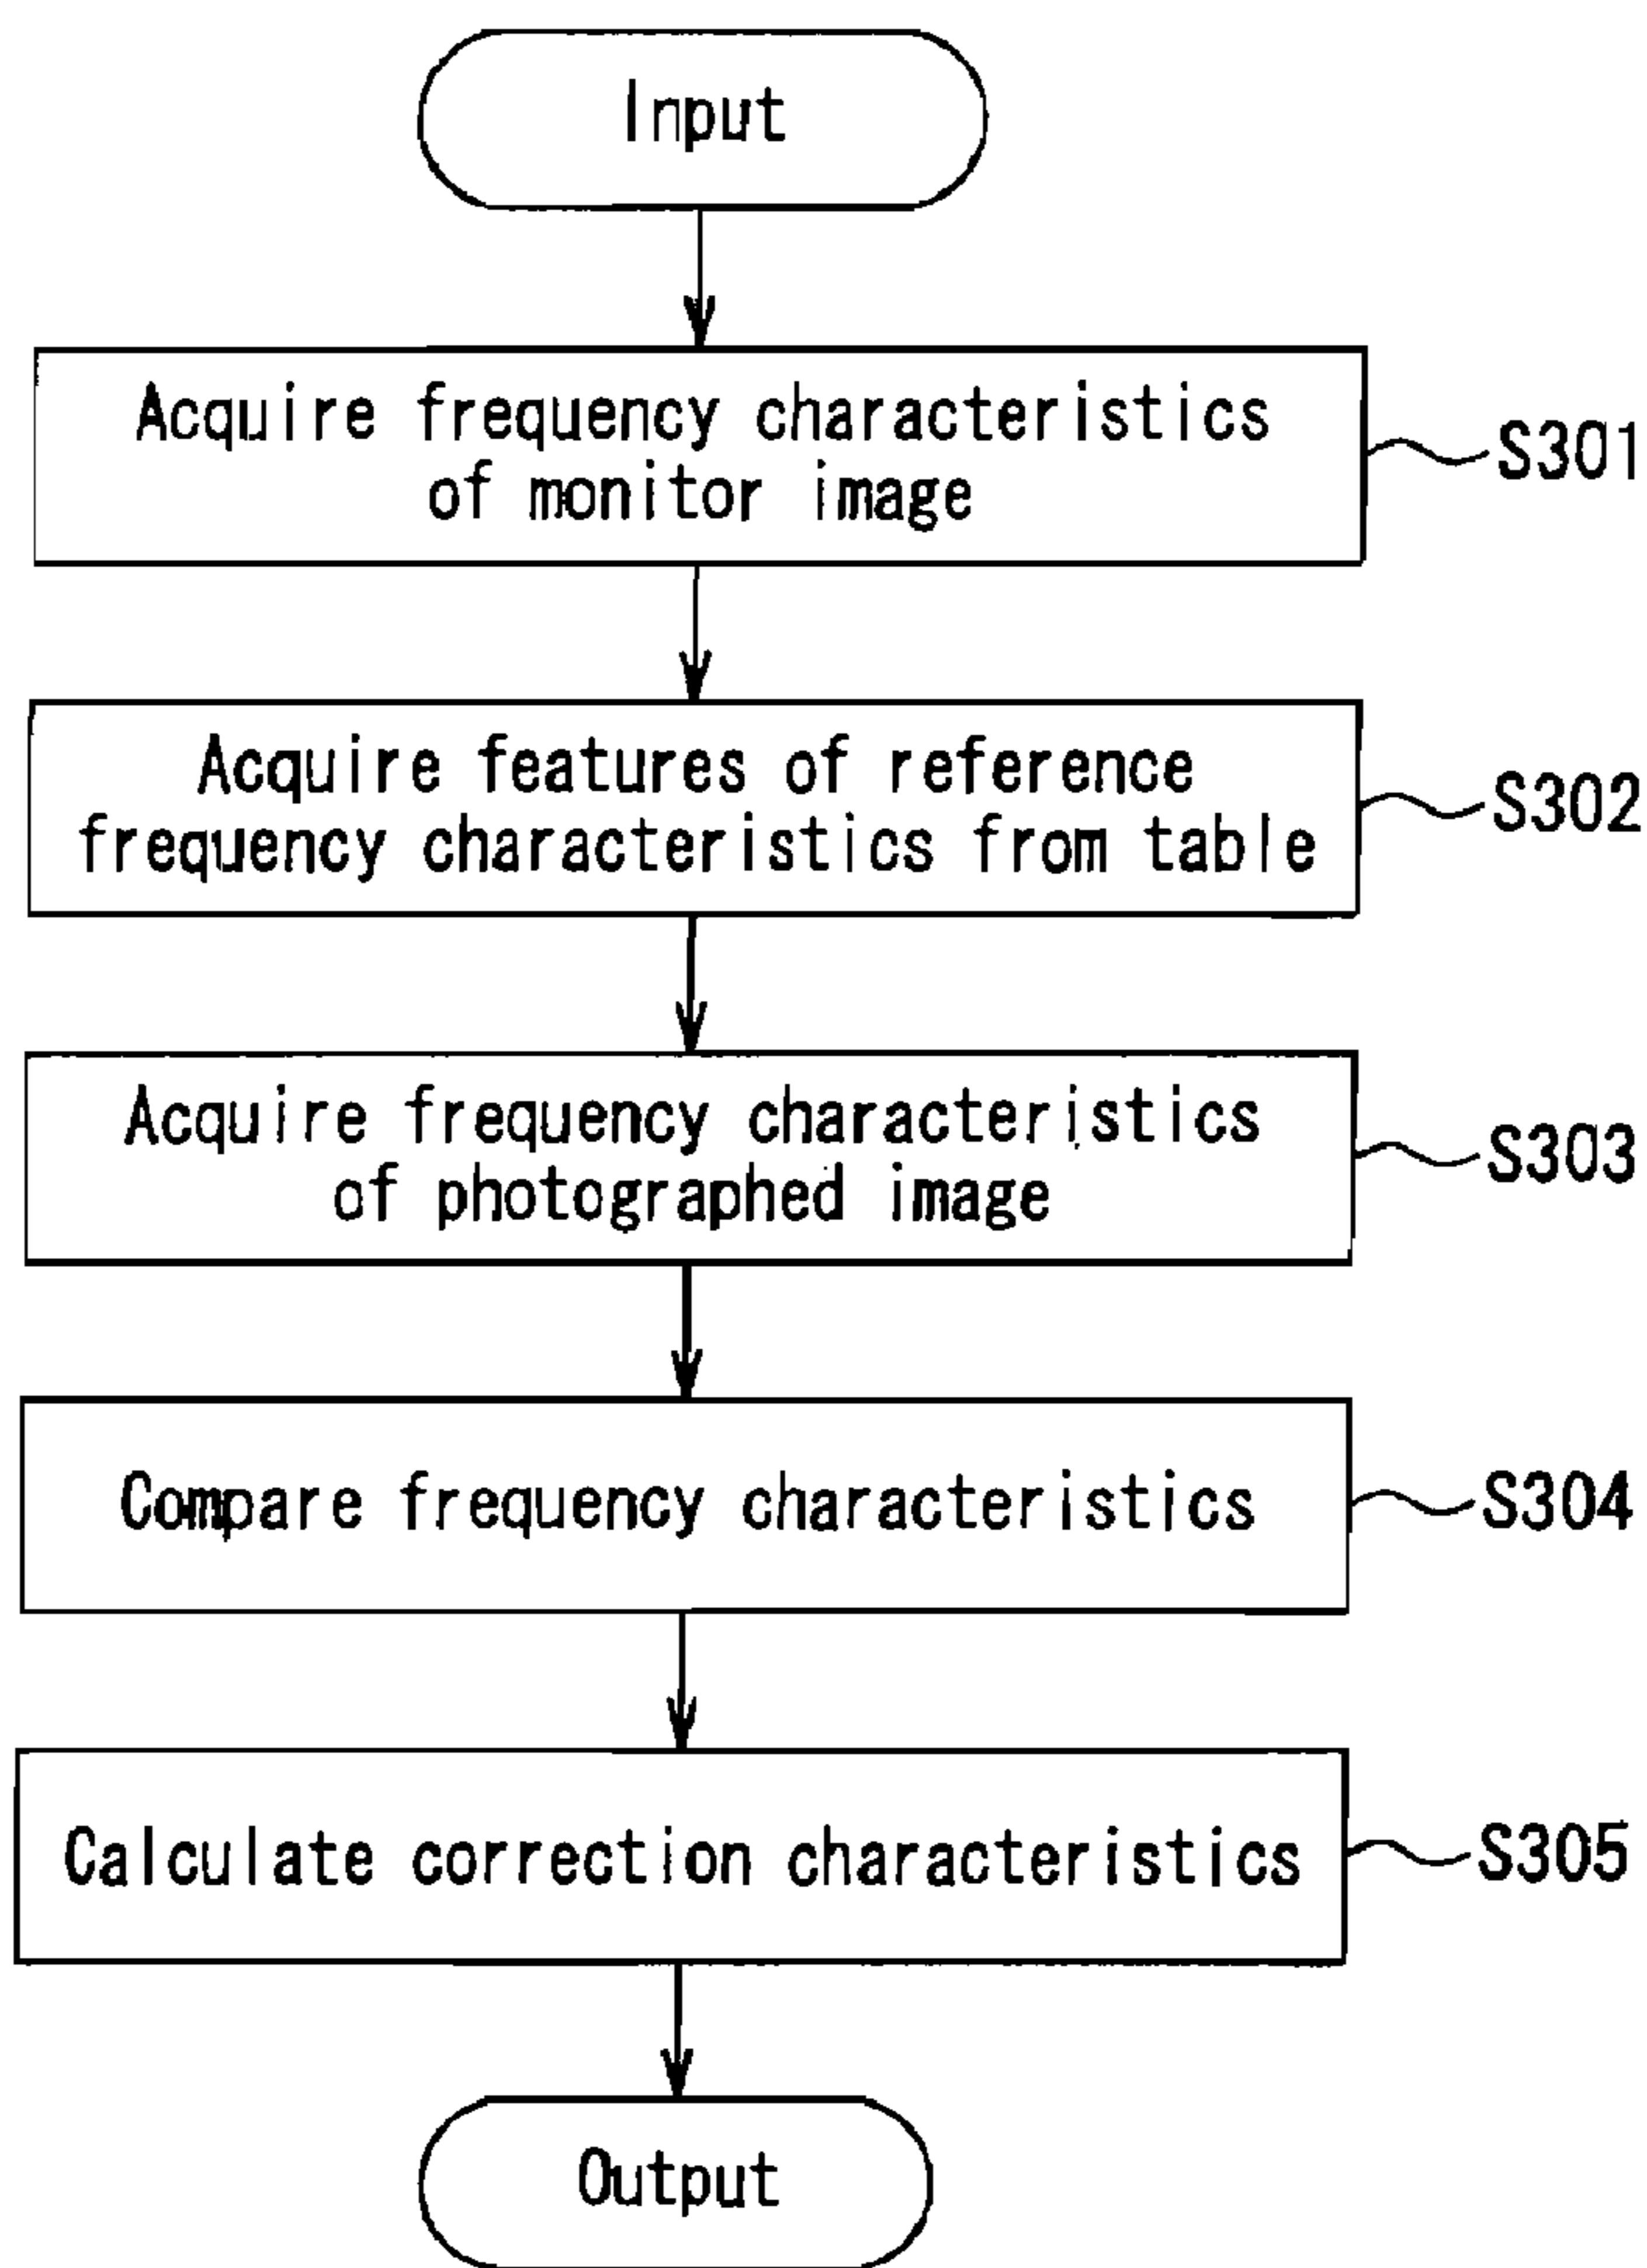 Input
Acquire frequency characteristics
of monitor image
S301
Acquire features of reference
frequency characteristics from table
S302
Acquire frequency characteristics
of photographed image
S303
Compare frequency characteristics
S304
Calculate correction characteristics
S305
Output